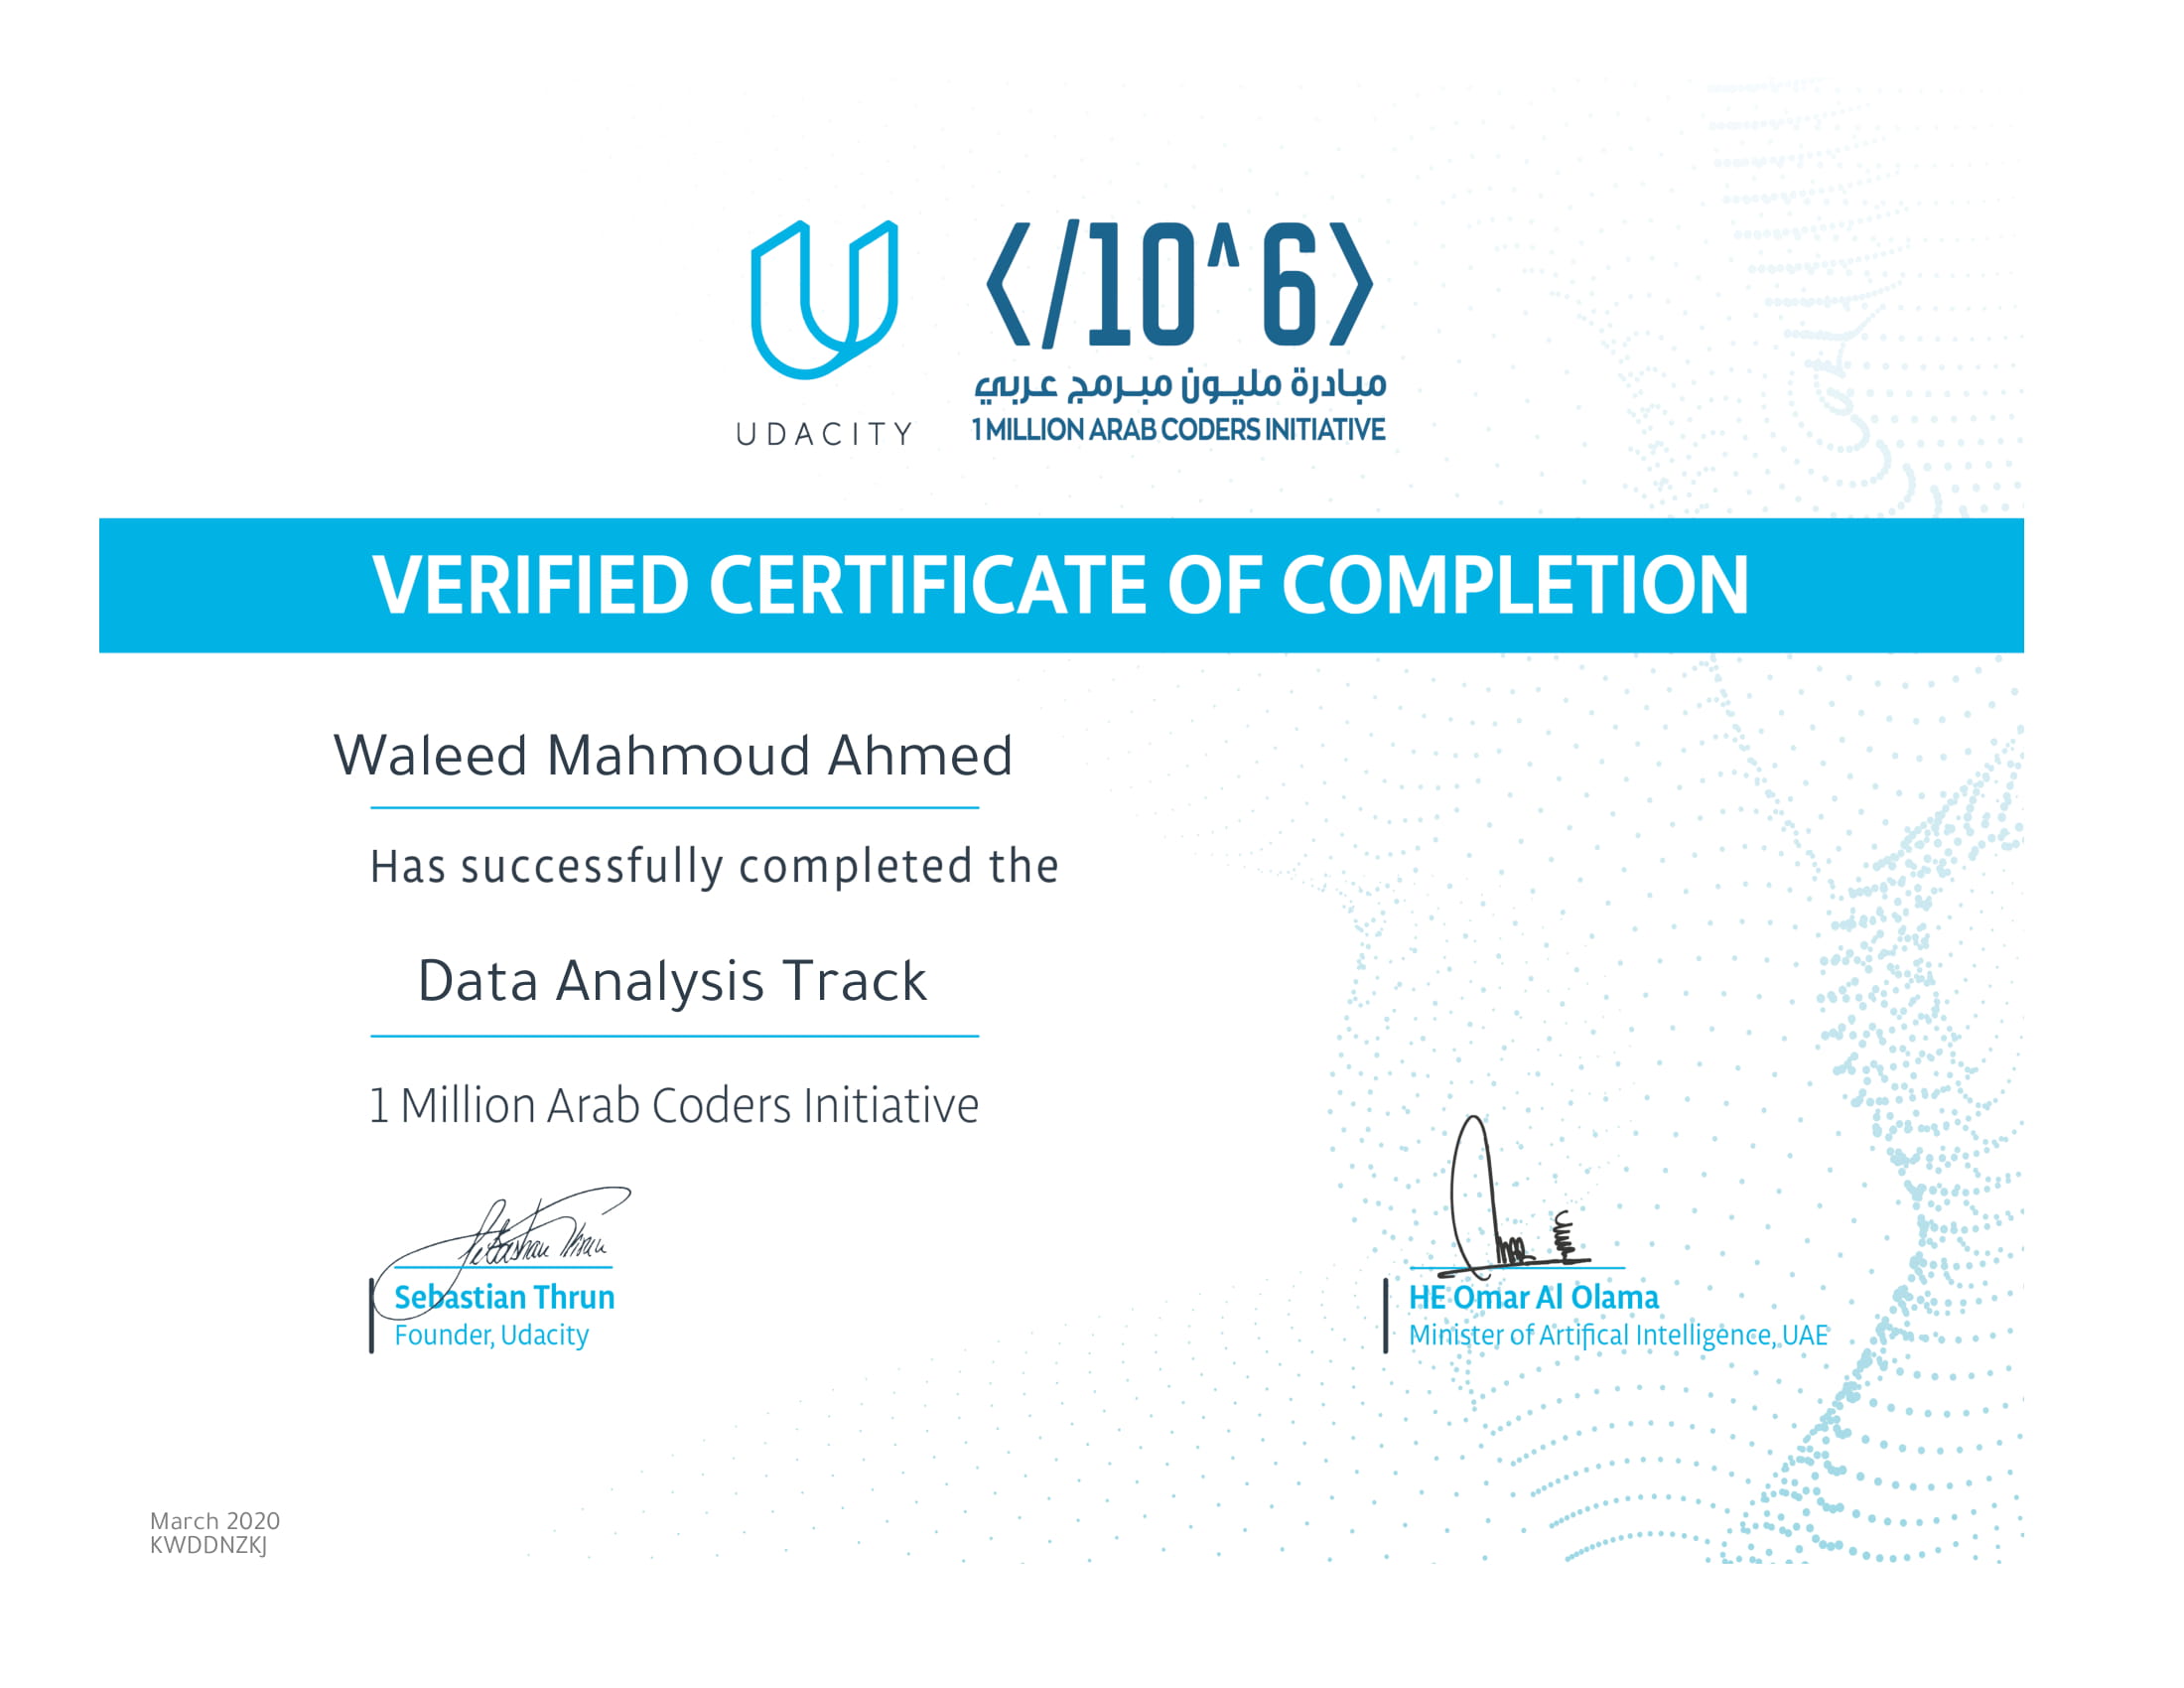 UDACITY
</10^6>
مبادرة مليون مبرمج عربي
1 MILLION ARAB CODERS INITIATIVE
VERIFIED CERTIFICATE OF COMPLETION
Waleed Mahmoud Ahmed
Has successfully completed the
Data Analysis Track
1 Million Arab Coders Initiative
Sebastian Thrun
Sebastian Thrun
Founder, Udacity
HE Omar Al Olama
Minister of Artifical Intelligence, UAE
March 2020
KWDDNZKJ